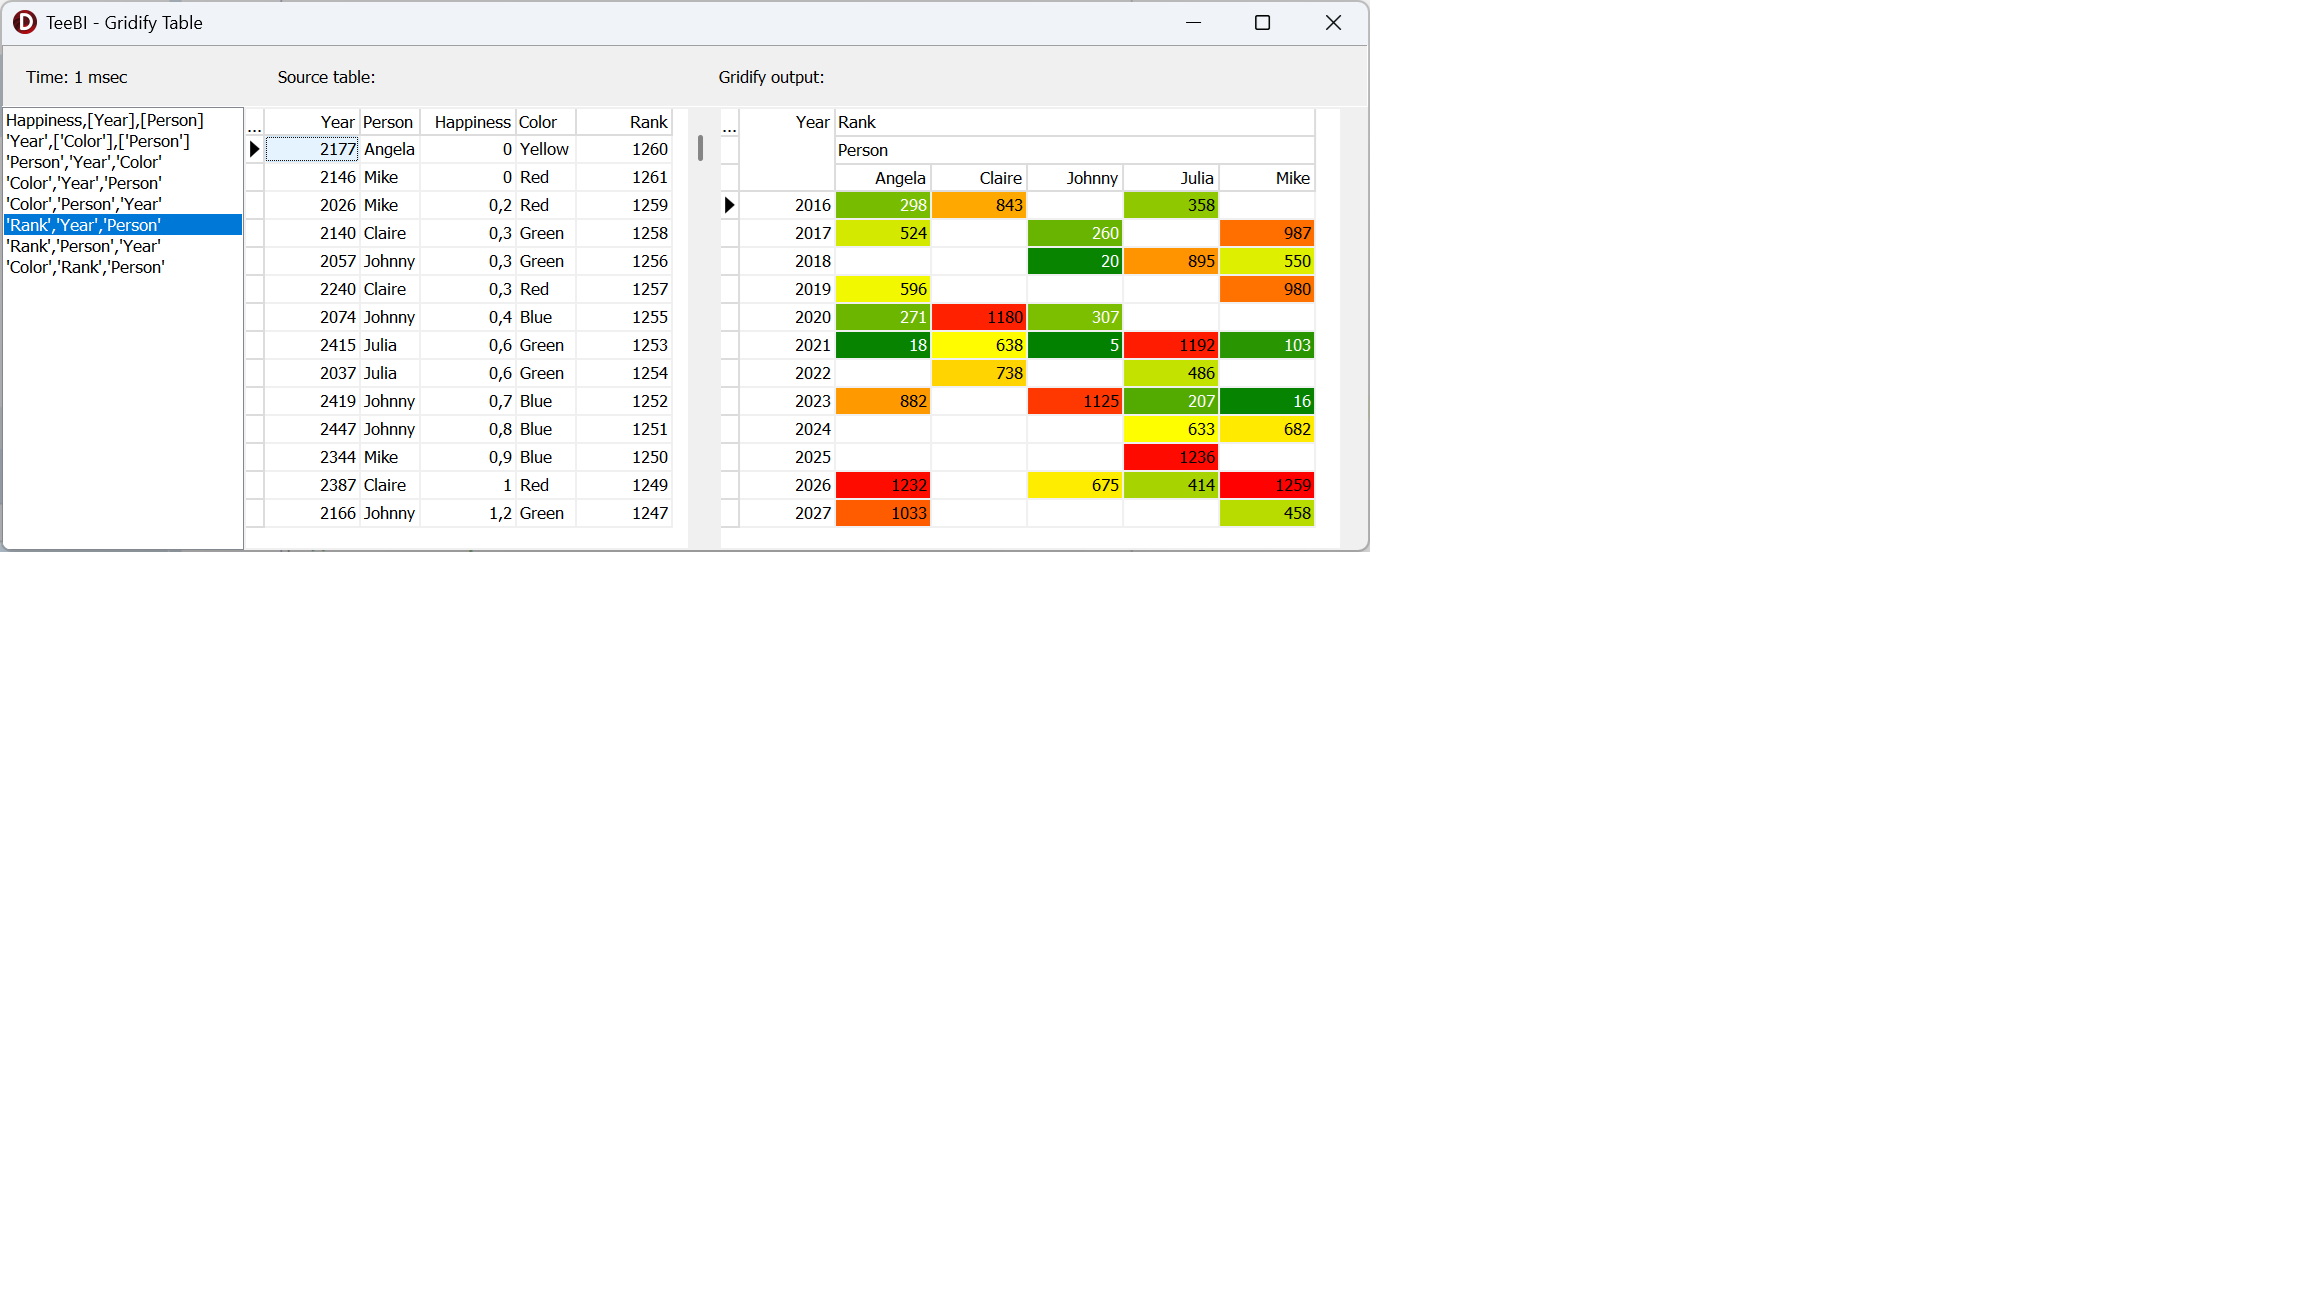 TeeBI - Gridify Table
Time: 1 msec
Source table:
Gridify output:
Happiness,[Year],[Person]
'Year',['Color'],['Person']
'Person','Year','Color'
'Color','Year','Person'
'Color','Person','Year'
'Rank','Year','Person'
'Rank','Person','Year'
'Color','Rank','Person'
... Year Person Happiness Color Rank
2177 Angela 0 Yellow 1260
2146 Mike 0 Red 1261
2026 Mike 0,2 Red 1259
2140 Claire 0,3 Green 1258
2057 Johnny 0,3 Green 1256
2240 Claire 0,3 Red 1257
2074 Johnny 0,4 Blue 1255
2415 Julia 0,6 Green 1253
2037 Julia 0,6 Green 1254
2419 Johnny 0,7 Blue 1252
2447 Johnny 0,8 Blue 1251
2344 Mike 0,9 Blue 1250
2387 Claire 1 Red 1249
2166 Johnny 1,2 Green 1247
... Year Rank
Person
Angela Claire Johnny Julia Mike
2016 298 843 358
2017 524 260 987
2018 20 895 550
2019 596 980
2020 271 1180 307
2021 18 638 5 1192 103
2022 738 486
2023 882 1125 207 16
2024 633 682
2025 1236
2026 1232 675 414 1259
2027 1033 458